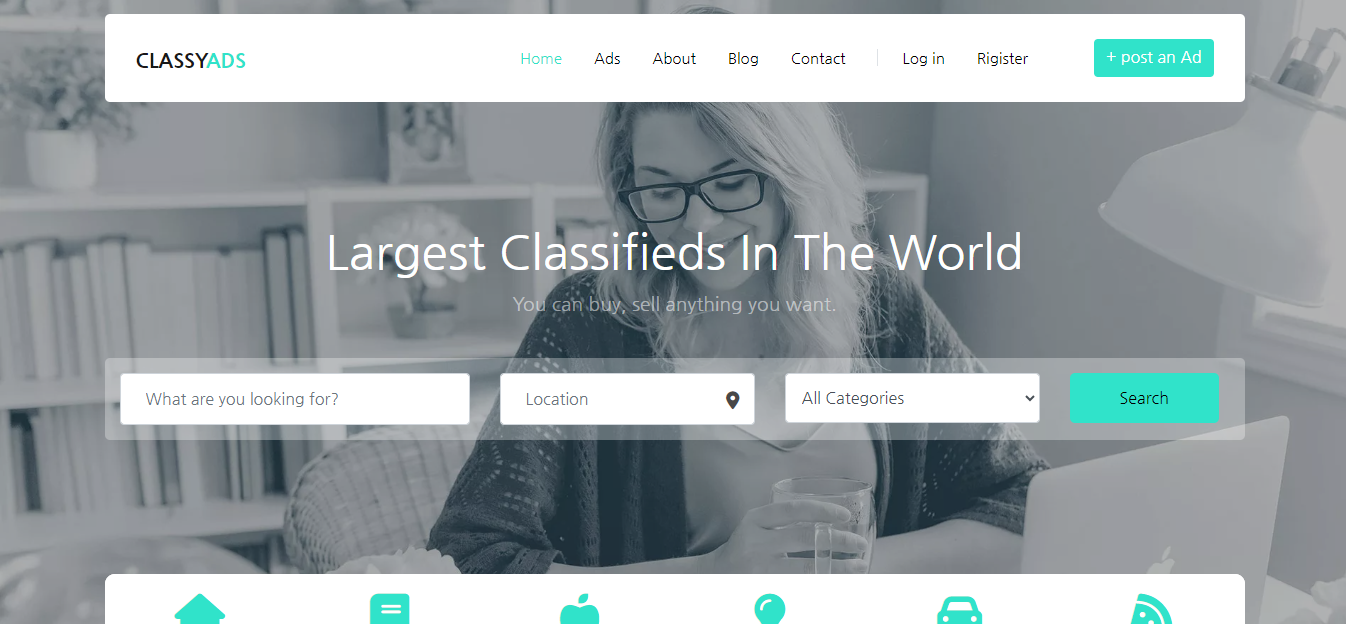 CLASSYADS Home Ads About Blog Contact Log in Rigister + post an Ad
Largest Classifieds In The World
You can buy, sell anything you want.
What are you looking for? Location All Categories Search